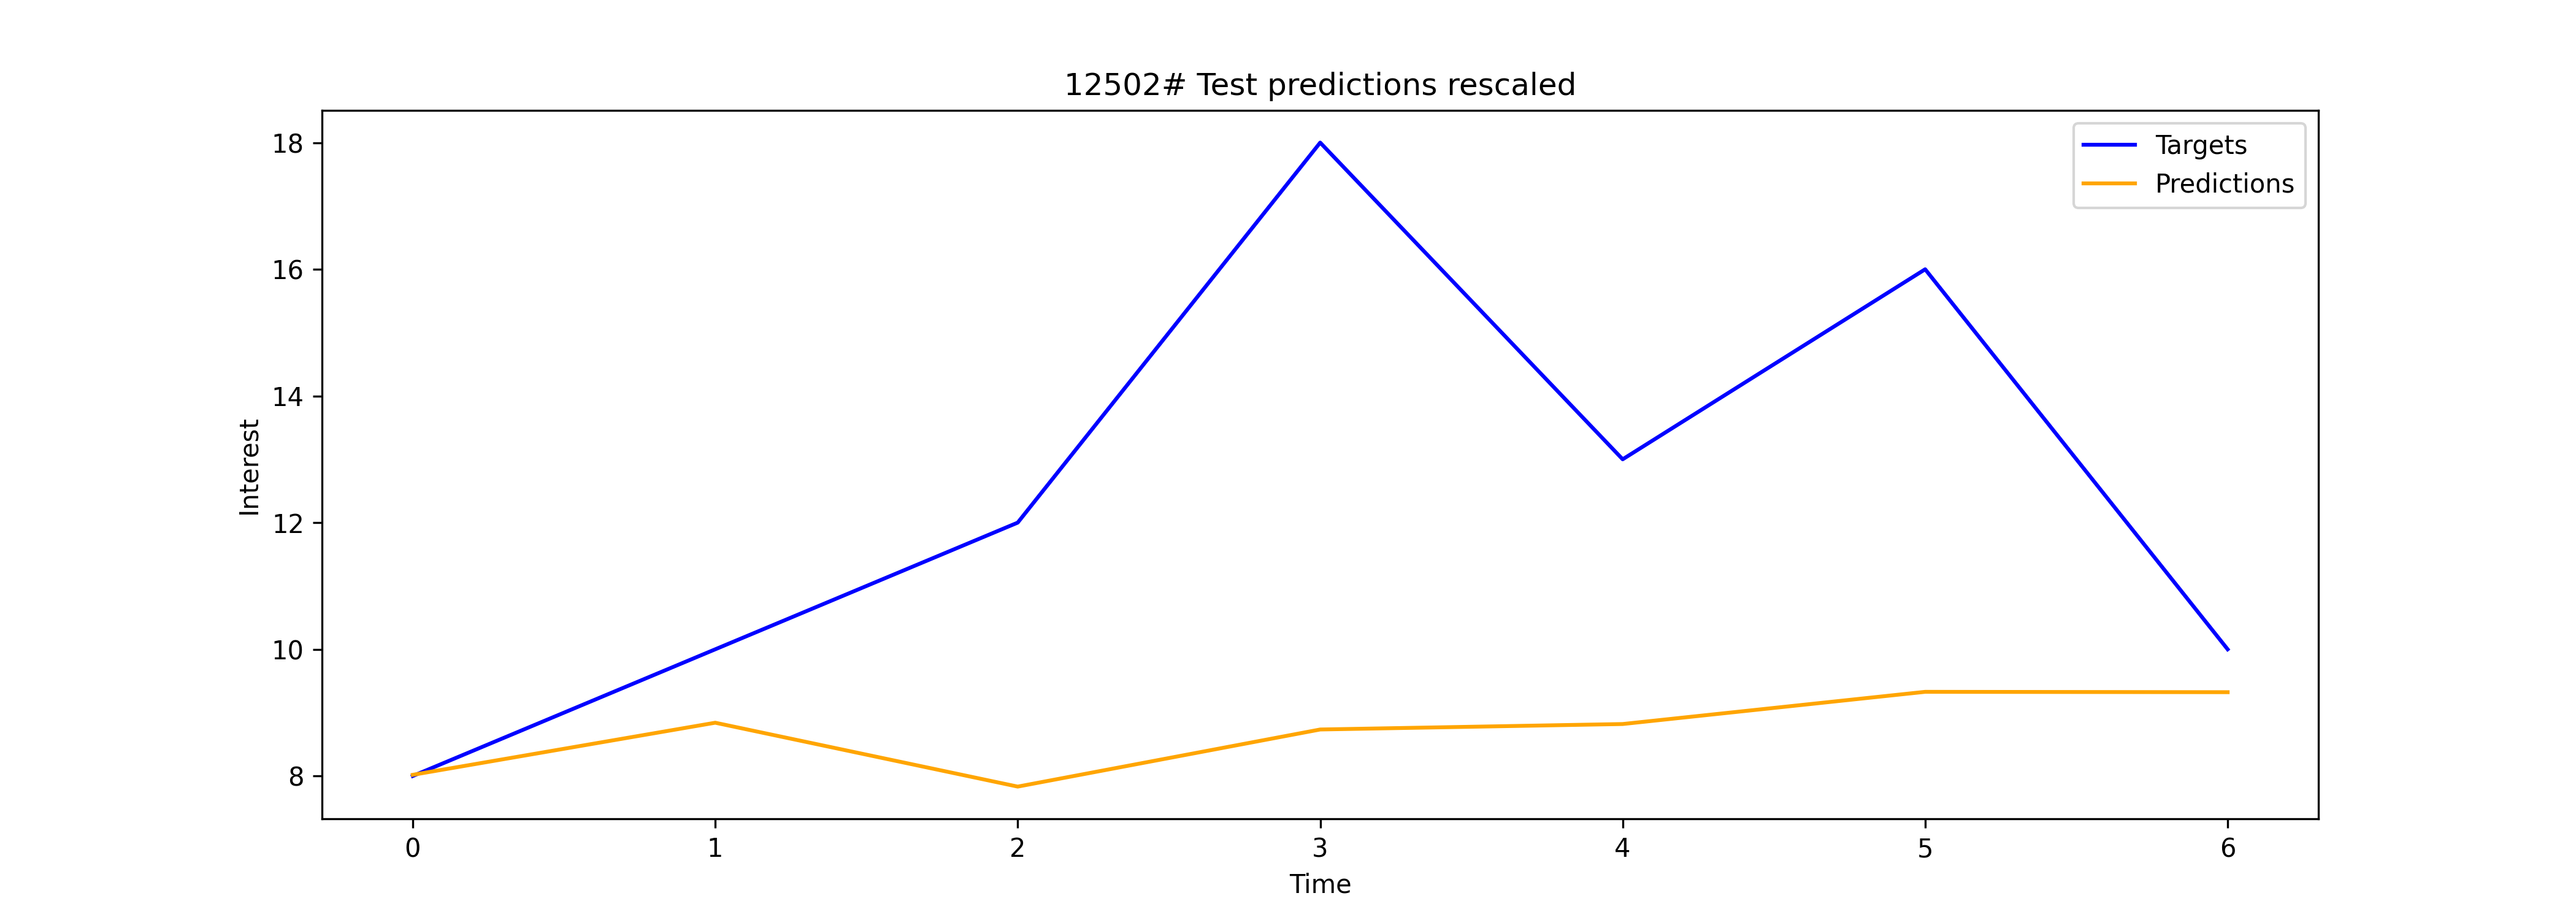 12502# Test predictions rescaled
Targets
Predictions
18
16
14
12
10
8
Interest
0 1 2 3 4 5 6
Time